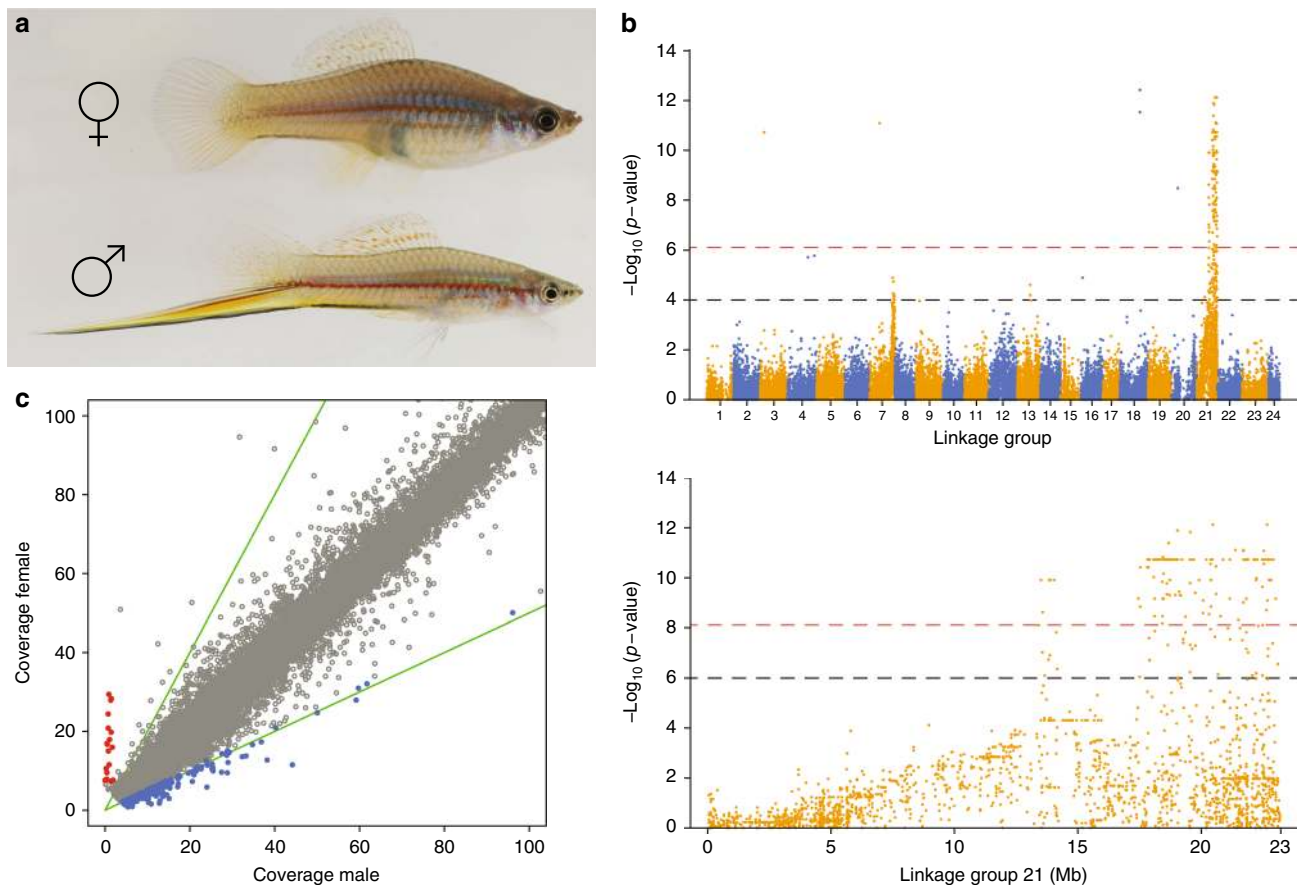 a
♀
♂
b
14
12
10
8
6
4
2
0
−Log10 (p−value)
1 2 3 4 5 6 7 8 9 10 11 12 13 14 15 16 17 18 19 20 21 22 23 24
Linkage group
c
100
80
60
40
20
0
Coverage female
0 20 40 60 80 100
Coverage male
14
12
10
8
6
4
2
0
−Log10 (p−value)
0 5 10 15 20 23
Linkage group 21 (Mb)